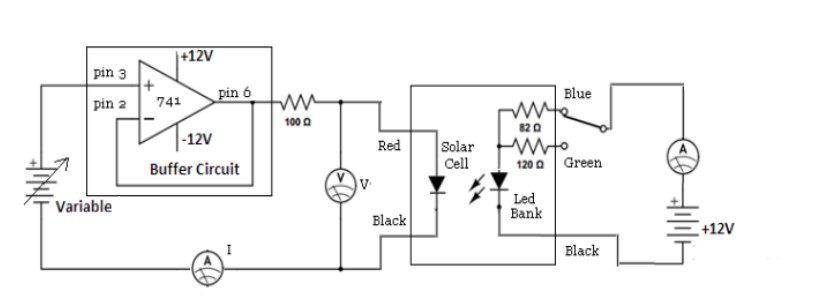 +12V
pin 3
+
741
pin 2
-
pin 6
-12V
Buffer Circuit
100 Ω
+
Variable
A
I
V
V·
Red
Black
Solar
Cell
82 Ω
120 Ω
Blue
Green
Led
Bank
Black
A
+
+12V